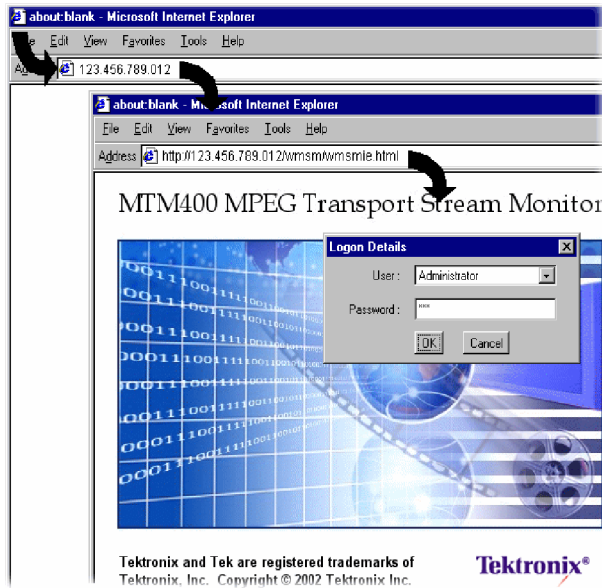 about:blank - Microsoft Internet Explorer
Edit View Favorites Tools Help
123.456.789.012
about:blank - Microsoft Internet Explorer
File Edit View Favorites Tools Help
Address http://123.456.789.012/wmsm/wmsmie.html
MTM400 MPEG Transport Stream Monitor
Logon Details
User : Administrator
Password : ***
OK Cancel
Tektronix and Tek are registered trademarks of
Tektronix, Inc. Copyright © 2002 Tektronix Inc.
Tektronix®